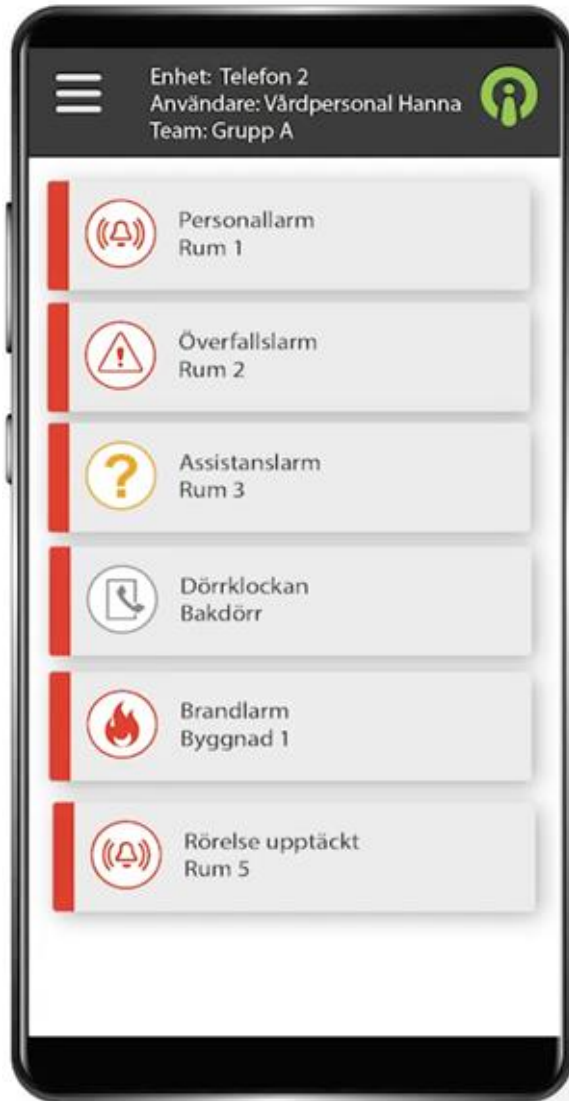 Enhet: Telefon 2
Användare: Vårdpersonal Hanna
Team: Grupp A
Personallarm
Rum 1
Överfallslarm
Rum 2
Assistanslarm
Rum 3
Dörrklockan
Bakdörr
Brandlarm
Byggnad 1
Rörelse upptäckt
Rum 5